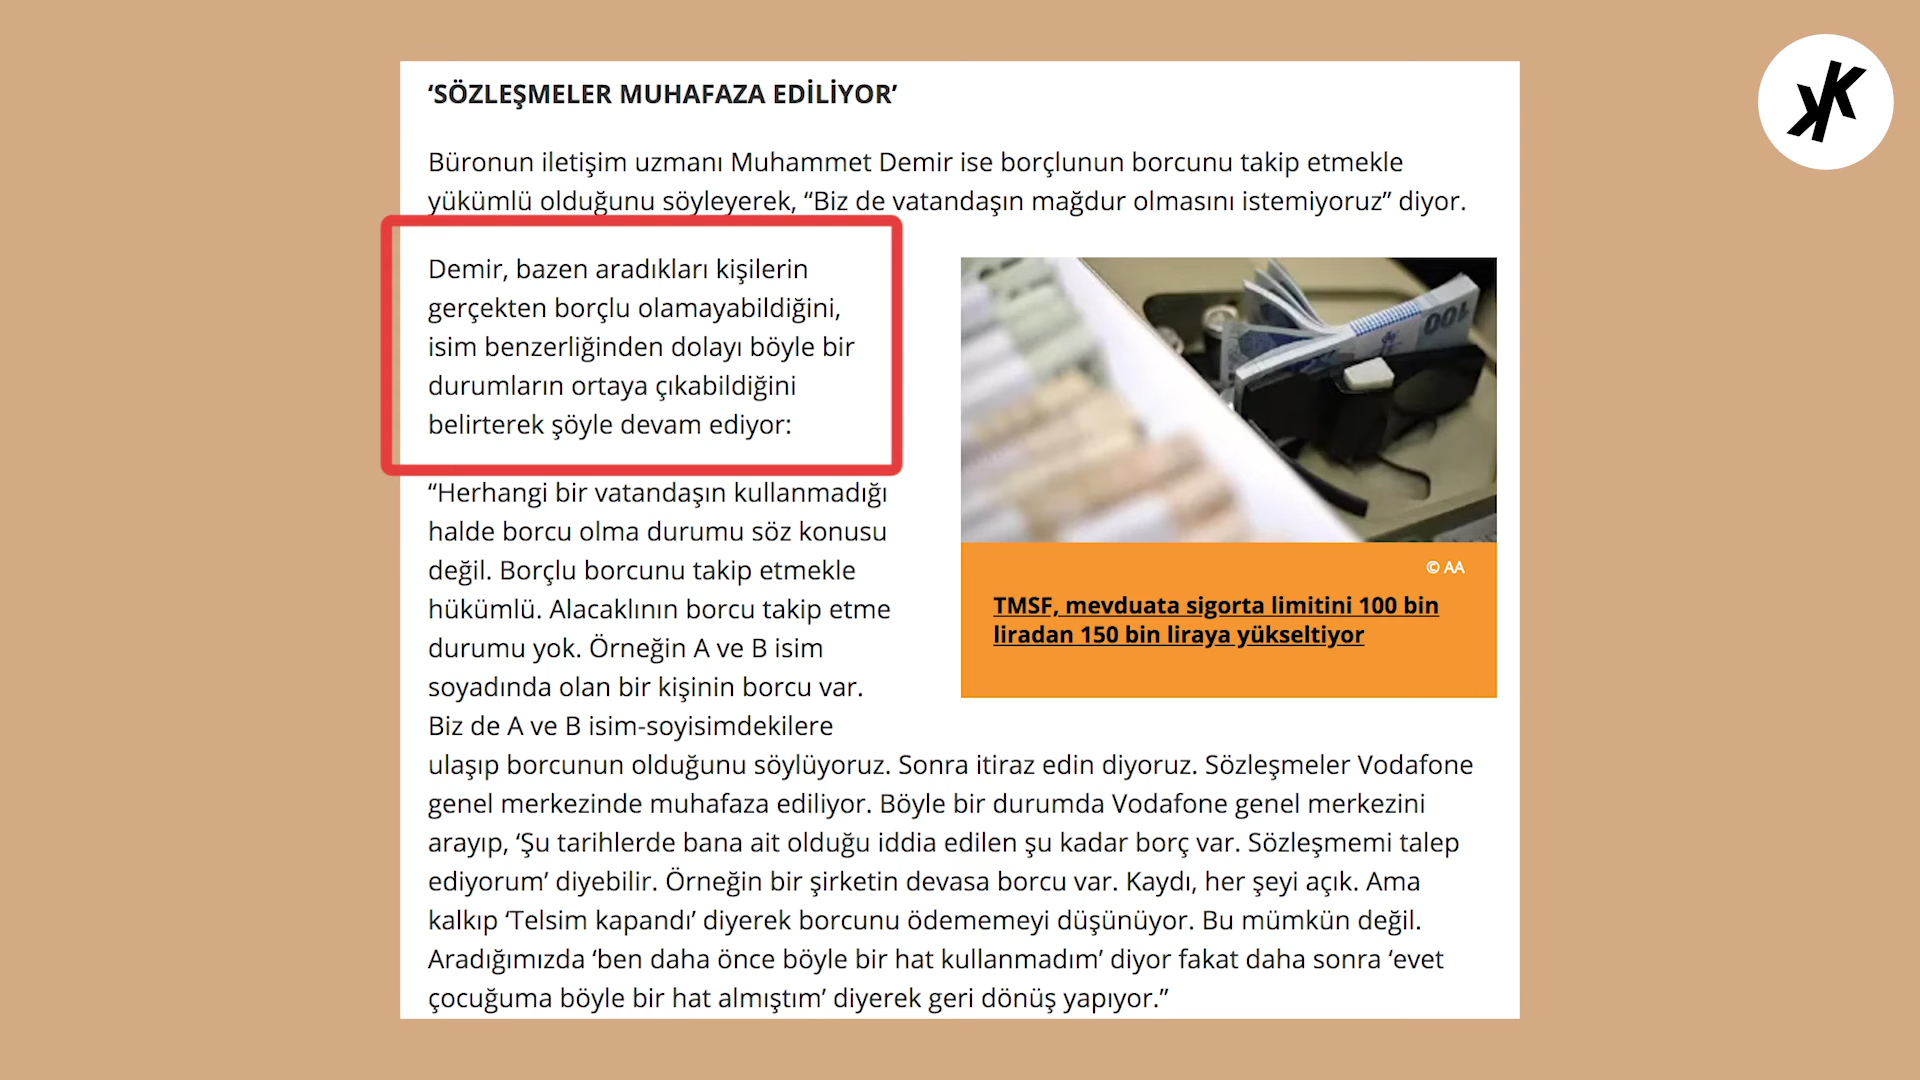 ‘SÖZLEŞMELER MUHAFAZA EDİLİYOR’
Büronun iletişim uzmanı Muhammet Demir ise borçlunun borcunu takip etmekle
yükümlü olduğunu söyleyerek, “Biz de vatandaşın mağdur olmasını istemiyoruz” diyor.
Demir, bazen aradıkları kişilerin
gerçekten borçlu olamayabildiğini,
isim benzerliğinden dolayı böyle bir
durumların ortaya çıkabildiğini
belirterek şöyle devam ediyor:
“Herhangi bir vatandaşın kullanmadığı
halde borcu olma durumu söz konusu
değil. Borçlu borcunu takip etmekle
hükümlü. Alacaklının borcu takip etme
durumu yok. Örneğin A ve B isim
soyadında olan bir kişinin borcu var.
Biz de A ve B isim-soyisimdekilere
ulaşıp borcunun olduğunu söylüyoruz. Sonra itiraz edin diyoruz. Sözleşmeler Vodafone
genel merkezinde muhafaza ediliyor. Böyle bir durumda Vodafone genel merkezini
arayıp, ‘Şu tarihlerde bana ait olduğu iddia edilen şu kadar borç var. Sözleşmemi talep
ediyorum’ diyebilir. Örneğin bir şirketin devasa borcu var. Kaydı, her şeyi açık. Ama
kalkıp ‘Telsim kapandı’ diyerek borcunu ödememeyi düşünüyor. Bu mümkün değil.
Aradığımızda ‘ben daha önce böyle bir hat kullanmadım’ diyor fakat daha sonra ‘evet
çocuğuma böyle bir hat almıştım’ diyerek geri dönüş yapıyor.”
100
© AA
TMSF, mevduata sigorta limitini 100 bin
liradan 150 bin liraya yükseltiyor
K